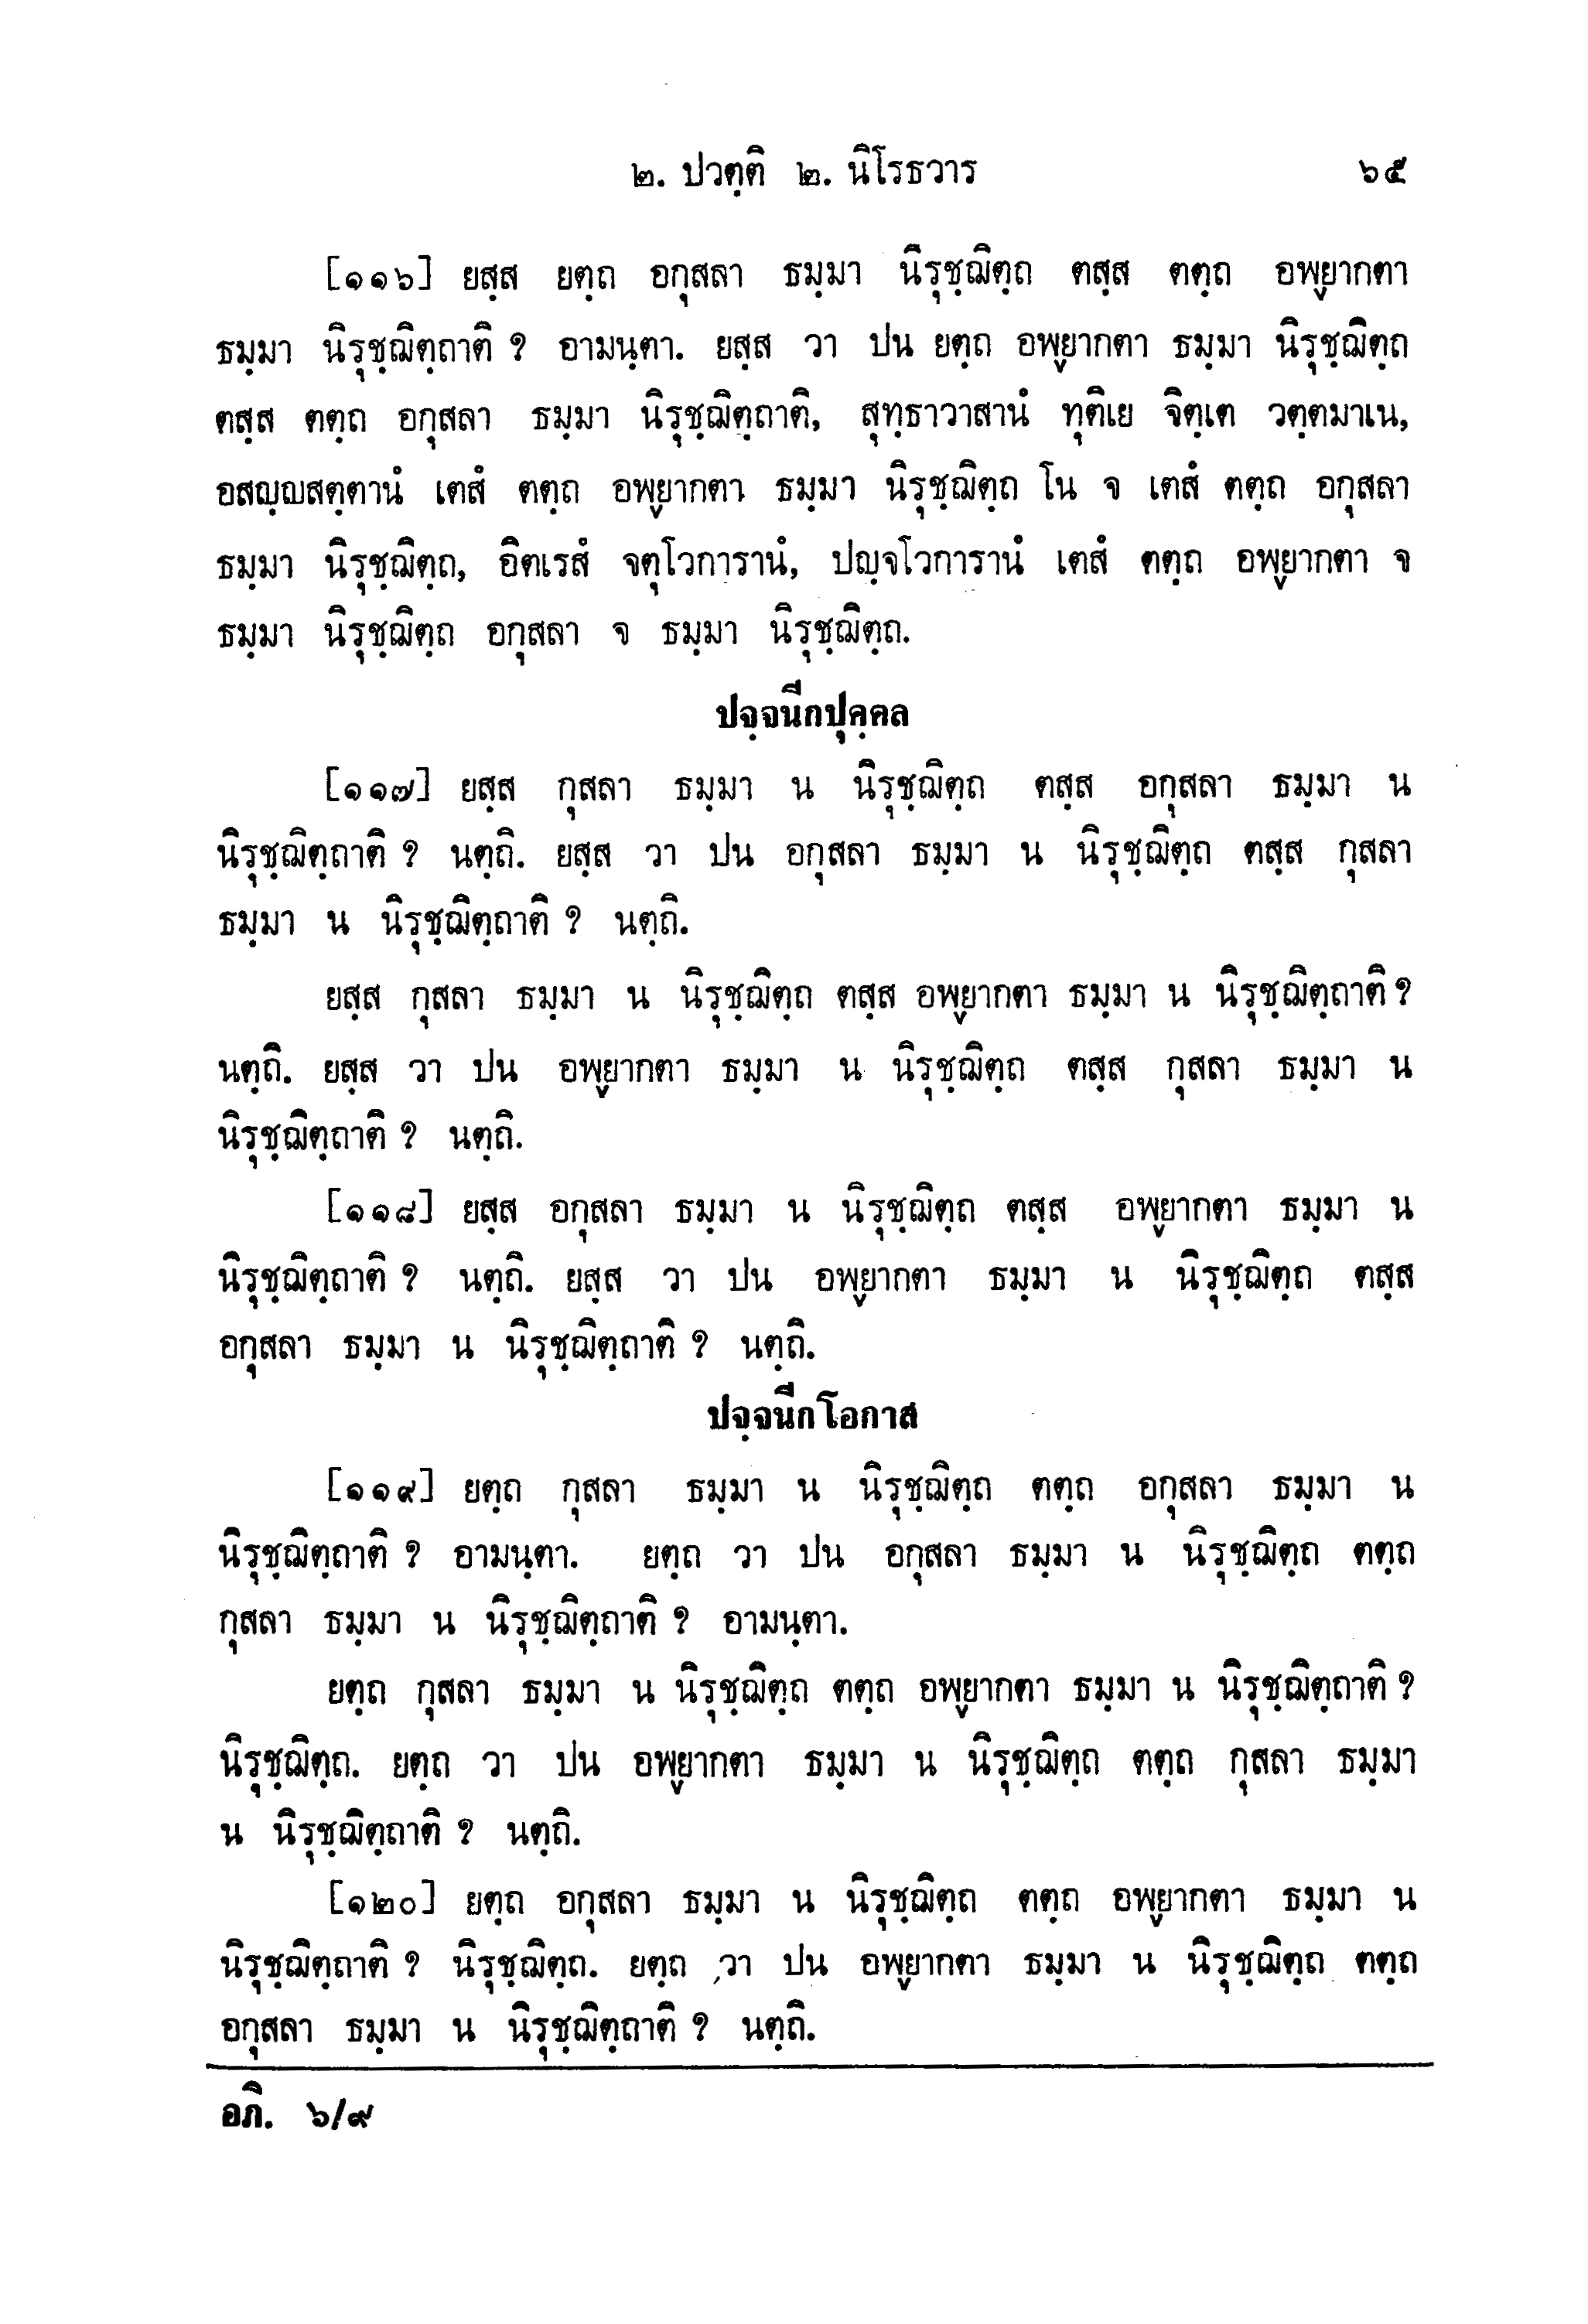 ๒. ปวตฺติ ๒. นิโรธวาร ๖๕
[๑๑๖] ยสฺส ยตฺถ อกุสลา ธมฺมา นิรุชฺฌิตฺถ ตสฺส ตตฺถ อพฺยากตา
ธมฺมา นิรุชฺฌิตฺถาติ ? อามนฺตา. ยสฺส วา ปน ยตฺถ อพฺยากตา ธมฺมา นิรุชฺฌิตฺถ
ตสฺส ตตฺถ อกุสลา ธมฺมา นิรุชฺฌิตฺถาติ, สุทฺธาวาสานํ ทุติเย จิตฺเต วตฺตมาเน,
อสญฺญสตฺตานํ เตสํ ตตฺถ อพฺยากตา ธมฺมา นิรุชฺฌิตฺถ โน จ เตสํ ตตฺถ อกุสลา
ธมฺมา นิรุชฺฌิตฺถ, อิตเรสํ จตุโวการานํ, ปญฺจโวการานํ เตสํ ตตฺถ อพฺยากตา จ
ธมฺมา นิรุชฺฌิตฺถ อกุสลา จ ธมฺมา นิรุชฺฌิตฺถ.
ปจฺจนีกปุคฺคล
[๑๑๗] ยสฺส กุสลา ธมฺมา น นิรุชฺฌิตฺถ ตสฺส อกุสลา ธมฺมา น
นิรุชฺฌิตฺถาติ ? นตฺถิ. ยสฺส วา ปน อกุสลา ธมฺมา น นิรุชฺฌิตฺถ ตสฺส กุสลา
ธมฺมา น นิรุชฺฌิตฺถาติ ? นตฺถิ.
ยสฺส กุสลา ธมฺมา น นิรุชฺฌิตฺถ ตสฺส อพฺยากตา ธมฺมา น นิรุชฺฌิตฺถาติ ?
นตฺถิ. ยสฺส วา ปน อพฺยากตา ธมฺมา น นิรุชฺฌิตฺถ ตสฺส กุสลา ธมฺมา น
นิรุชฺฌิตฺถาติ ? นตฺถิ.
[๑๑๘] ยสฺส อกุสลา ธมฺมา น นิรุชฺฌิตฺถ ตสฺส อพฺยากตา ธมฺมา น
นิรุชฺฌิตฺถาติ ? นตฺถิ. ยสฺส วา ปน อพฺยากตา ธมฺมา น นิรุชฺฌิตฺถ ตสฺส
อกุสลา ธมฺมา น นิรุชฺฌิตฺถาติ ? นตฺถิ.
ปจฺจนีกโอกาส
[๑๑๙] ยตฺถ กุสลา ธมฺมา น นิรุชฺฌิตฺถ ตตฺถ อกุสลา ธมฺมา น
นิรุชฺฌิตฺถาติ ? อามนฺตา. ยตฺถ วา ปน อกุสลา ธมฺมา น นิรุชฺฌิตฺถ ตตฺถ
กุสลา ธมฺมา น นิรุชฺฌิตฺถาติ ? อามนฺตา.
ยตฺถ กุสลา ธมฺมา น นิรุชฺฌิตฺถ ตตฺถ อพฺยากตา ธมฺมา น นิรุชฺฌิตฺถาติ ?
นิรุชฺฌิตฺถ. ยตฺถ วา ปน อพฺยากตา ธมฺมา น นิรุชฺฌิตฺถ ตตฺถ กุสลา ธมฺมา
น นิรุชฺฌิตฺถาติ ? นตฺถิ.
[๑๒๐] ยตฺถ อกุสลา ธมฺมา น นิรุชฺฌิตฺถ ตตฺถ อพฺยากตา ธมฺมา น
นิรุชฺฌิตฺถาติ ? นิรุชฺฌิตฺถ. ยตฺถ วา ปน อพฺยากตา ธมฺมา น นิรุชฺฌิตฺถ ตตฺถ
อกุสลา ธมฺมา น นิรุชฺฌิตฺถาติ ? นตฺถิ.
อภิ. ๖/๙